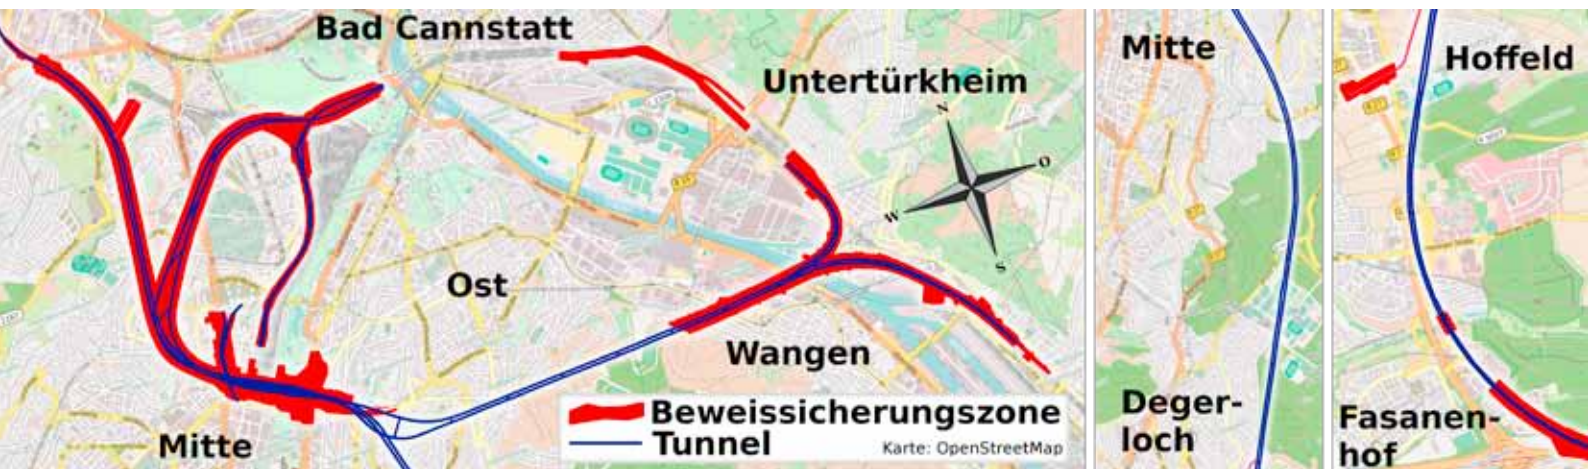 Bad Cannstatt
Untertürkheim
N
O
W
S
Ost
Wangen
Mitte
Beweissicherungszone
Tunnel
Karte: OpenStreetMap
Mitte
Deger-
loch
Hoffeld
Fasanen-
hof